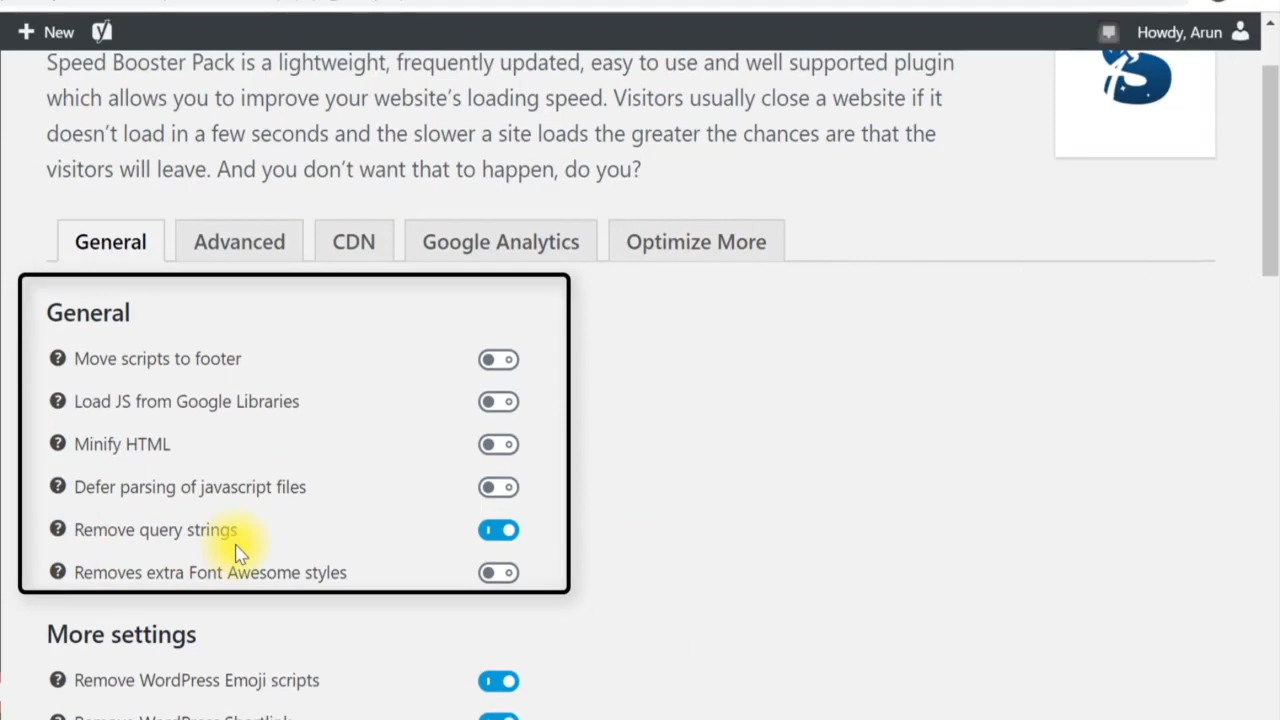 New
Howdy, Arun
Speed Booster Pack is a lightweight, frequently updated, easy to use and well supported plugin
which allows you to improve your website's loading speed. Visitors usually close a website if it
doesn't load in a few seconds and the slower a site loads the greater the chances are that the
visitors will leave. And you don't want that to happen, do you?
General
Advanced
CDN
Google Analytics
Optimize More
General
Move scripts to footer
Load JS from Google Libraries
Minify HTML
Defer parsing of javascript files
Remove query strings
Removes extra Font Awesome styles
More settings
Remove WordPress Emoji scripts
Remove WordPress Shortlink